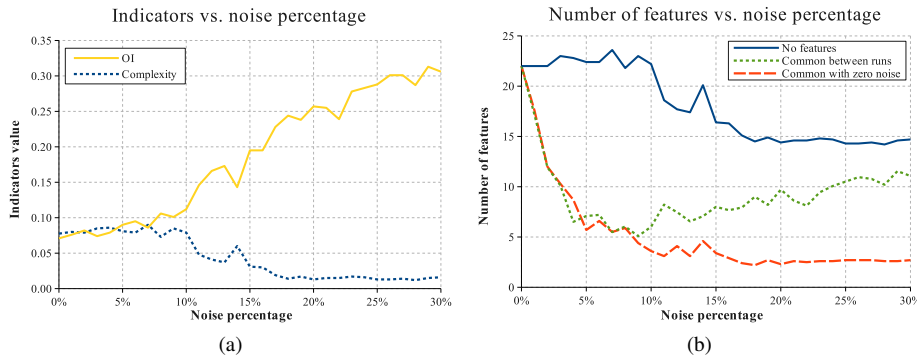 Indicators vs. noise percentage
0.35
0.30
0.25
0.20
0.15
0.10
0.05
0.00
Indicators value
OI
Complexity
0% 5% 10% 15% 20% 25% 30%
Noise percentage
(a)
Number of features vs. noise percentage
25
20
15
10
5
0
Number of features
No features
Common between runs
Common with zero noise
0% 5% 10% 15% 20% 25% 30%
Noise percentage
(b)